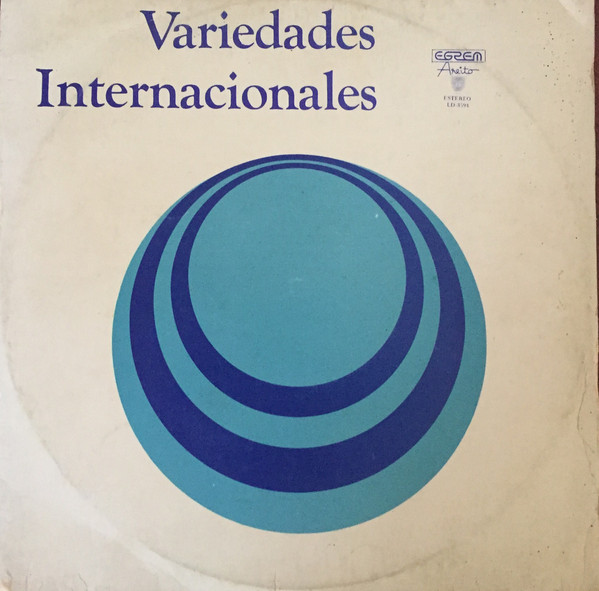 Variedades
Internacionales
EGREM
Areito
ESTEREO